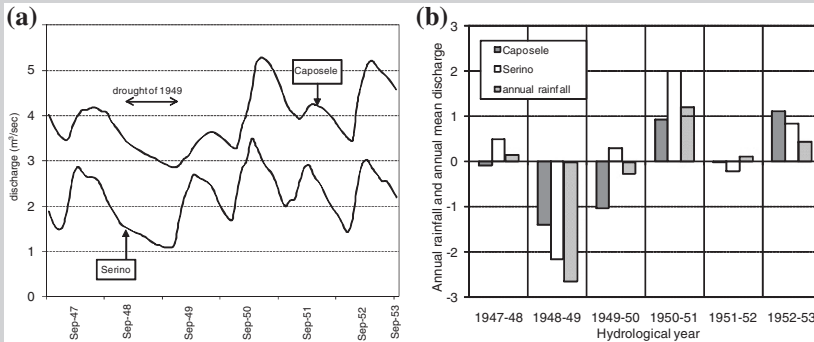 (a)
discharge (m³/sec)
5
4
3
2
1
0
drought of 1949
Caposele
Serino
Sep-47
Sep-48
Sep-49
Sep-50
Sep-51
Sep-52
Sep-53
(b)
Annual rainfall and annual mean discharge
3
2
1
0
-1
-2
-3
Caposele
Serino
annual rainfall
1947-48 1948-49 1949-50 1950-51 1951-52 1952-53
Hydrological year